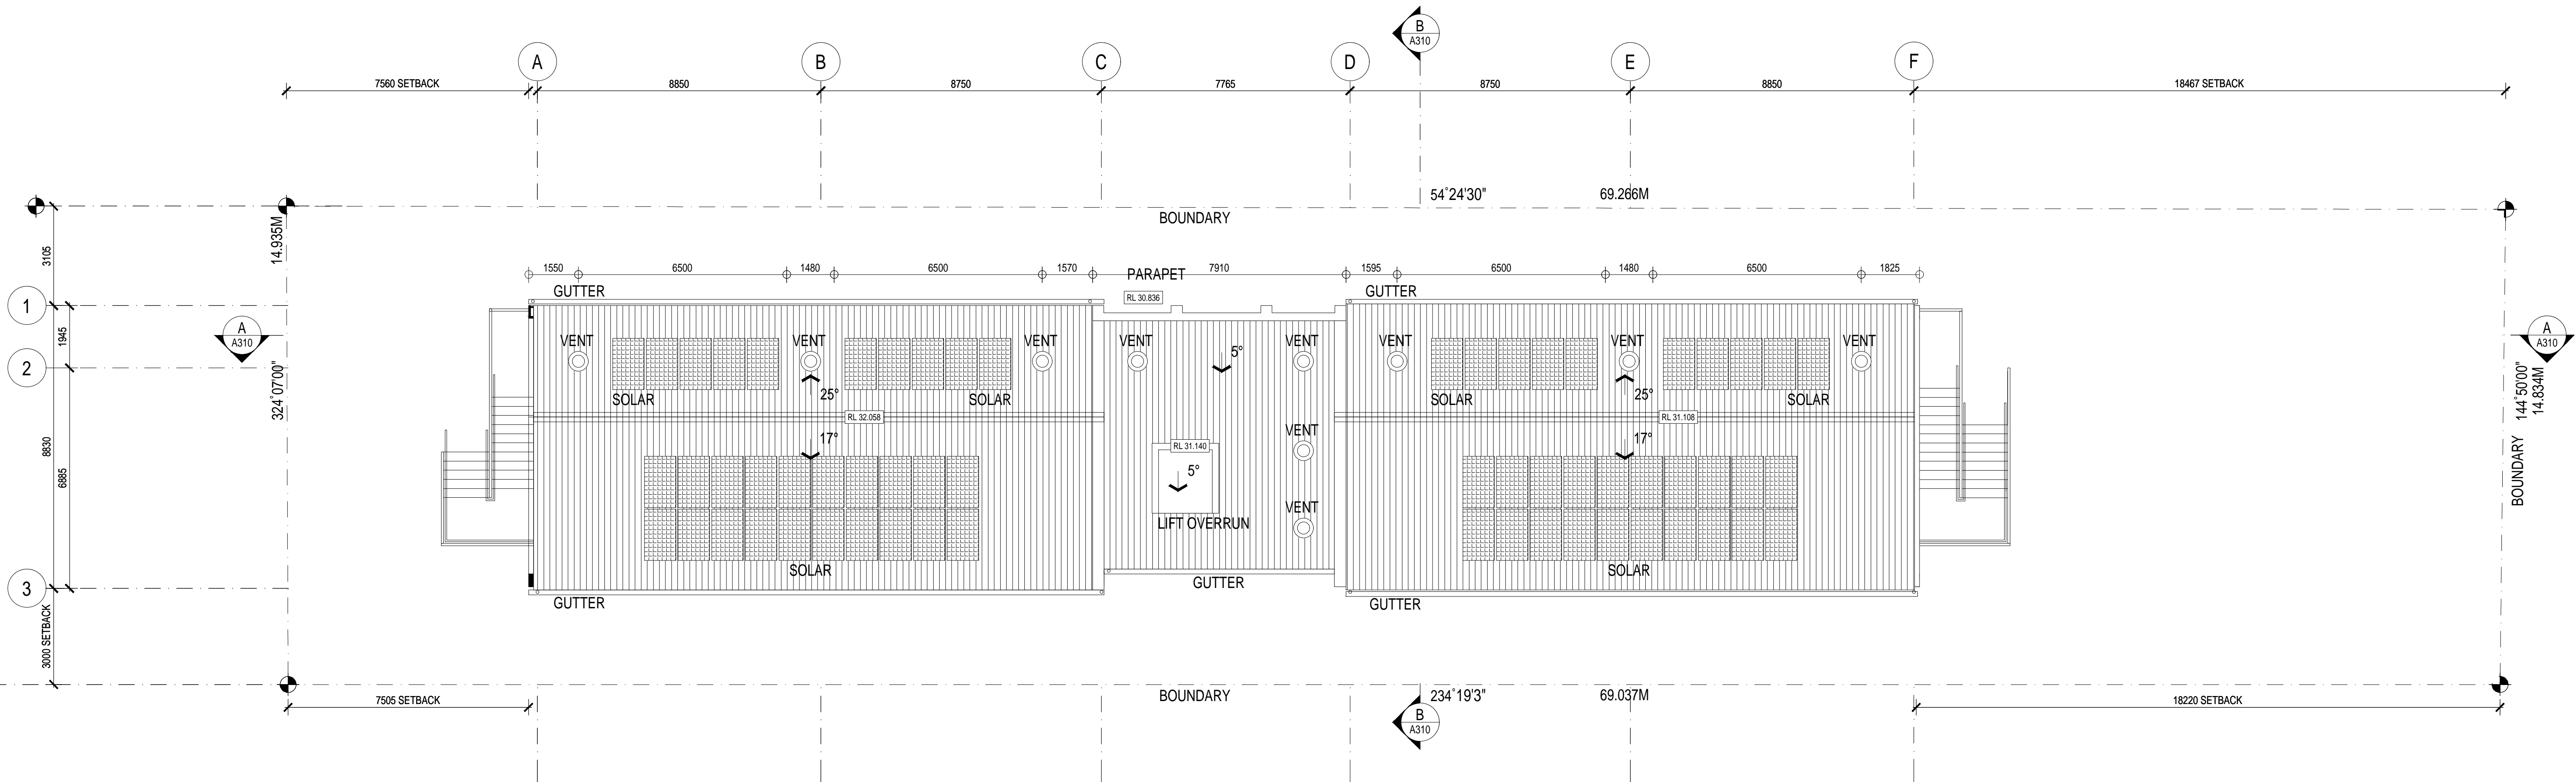 B
A310
A
B
C
D
E
F
7560 SETBACK
8850
8750
7765
8750
8850
18467 SETBACK
54°24'30"
69.266M
BOUNDARY
14.935M
3105
1550
6500
1480
6500
1570
PARAPET
7910
1595
6500
1480
6500
1825
GUTTER
RL 30.836
GUTTER
1
1945
A
A310
A
A310
VENT
VENT
VENT
VENT
VENT
VENT
VENT
VENT
5°
2
324°07'00"
25°
25°
SOLAR
SOLAR
SOLAR
SOLAR
144°50'00"
14.834M
RL 32.058
RL 31.108
17°
VENT
17°
RL 31.140
5°
8830
6885
BOUNDARY
VENT
LIFT OVERRUN
SOLAR
SOLAR
3
GUTTER
GUTTER
GUTTER
3000 SETBACK
7505 SETBACK
BOUNDARY
234°19'3"
69.037M
18220 SETBACK
B
A310